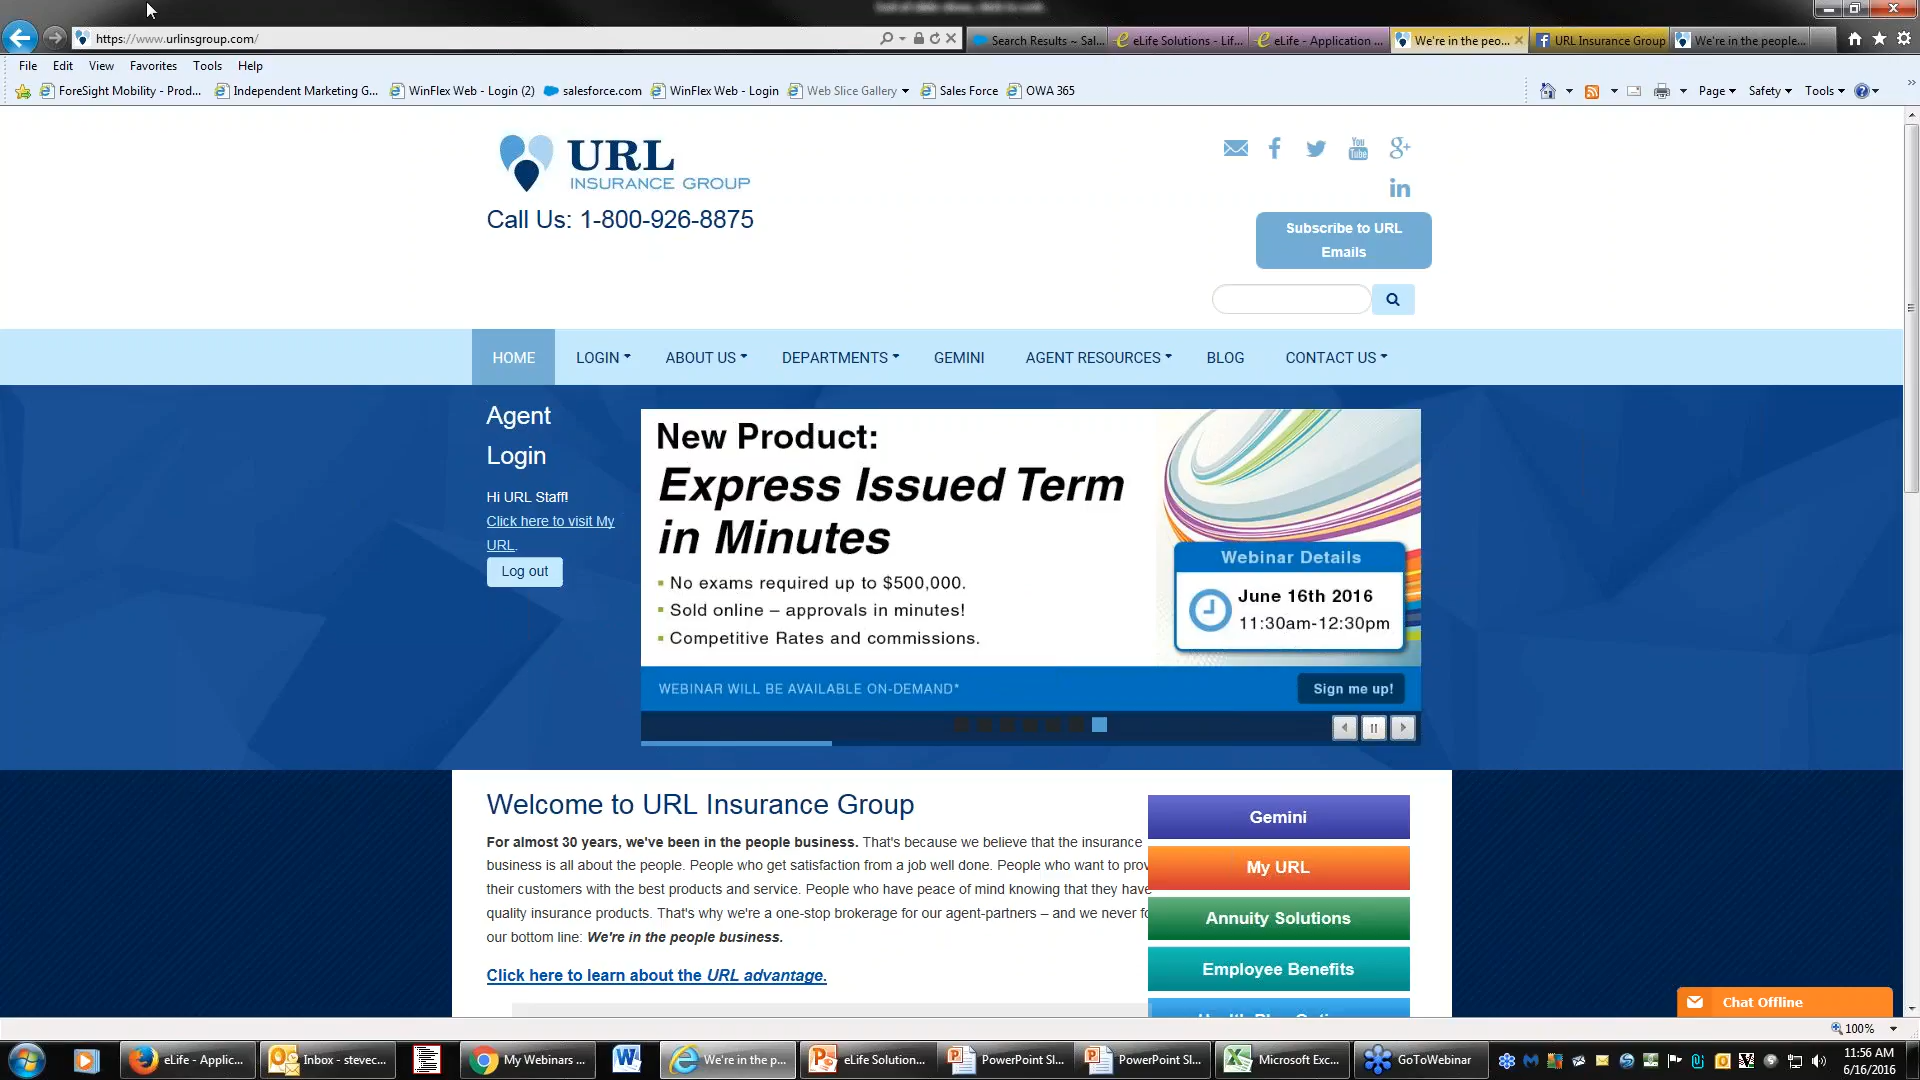 https://www.urlinsgroup.com/
Search Results ~ Sal...
eLife Solutions - Lif...
eLife - Application ...
We're in the peo...
URL Insurance Group
We're in the people...
File Edit View Favorites Tools Help
ForeSight Mobility - Prod...
Independent Marketing G...
WinFlex Web - Login (2)
salesforce.com
WinFlex Web - Login
Web Slice Gallery
Sales Force
OWA 365
Page
Safety
Tools
URL
INSURANCE GROUP
Call Us: 1-800-926-8875
You
Tube
g+
in
Subscribe to URL
Emails
HOME
LOGIN
ABOUT US
DEPARTMENTS
GEMINI
AGENT RESOURCES
BLOG
CONTACT US
Agent
Login
Hi URL Staff!
Click here to visit My
URL.
Log out
New Product:
Express Issued Term
in Minutes
No exams required up to $500,000.
Sold online – approvals in minutes!
Competitive Rates and commissions.
Webinar Details
June 16th 2016
11:30am-12:30pm
WEBINAR WILL BE AVAILABLE ON-DEMAND*
Sign me up!
Welcome to URL Insurance Group
For almost 30 years, we've been in the people business. That's because we believe that the insurance
business is all about the people. People who get satisfaction from a job well done. People who want to prov
their customers with the best products and service. People who have peace of mind knowing that they have
quality insurance products. That's why we're a one-stop brokerage for our agent-partners – and we never fo
our bottom line: We're in the people business.
Click here to learn about the URL advantage.
Gemini
My URL
Annuity Solutions
Employee Benefits
Chat Offline
100%
eLife - Applic...
Inbox - stevec...
My Webinars ...
We're in the p...
eLife Solution...
PowerPoint Sl...
PowerPoint Sl...
Microsoft Exc...
GoToWebinar
11:56 AM
6/16/2016